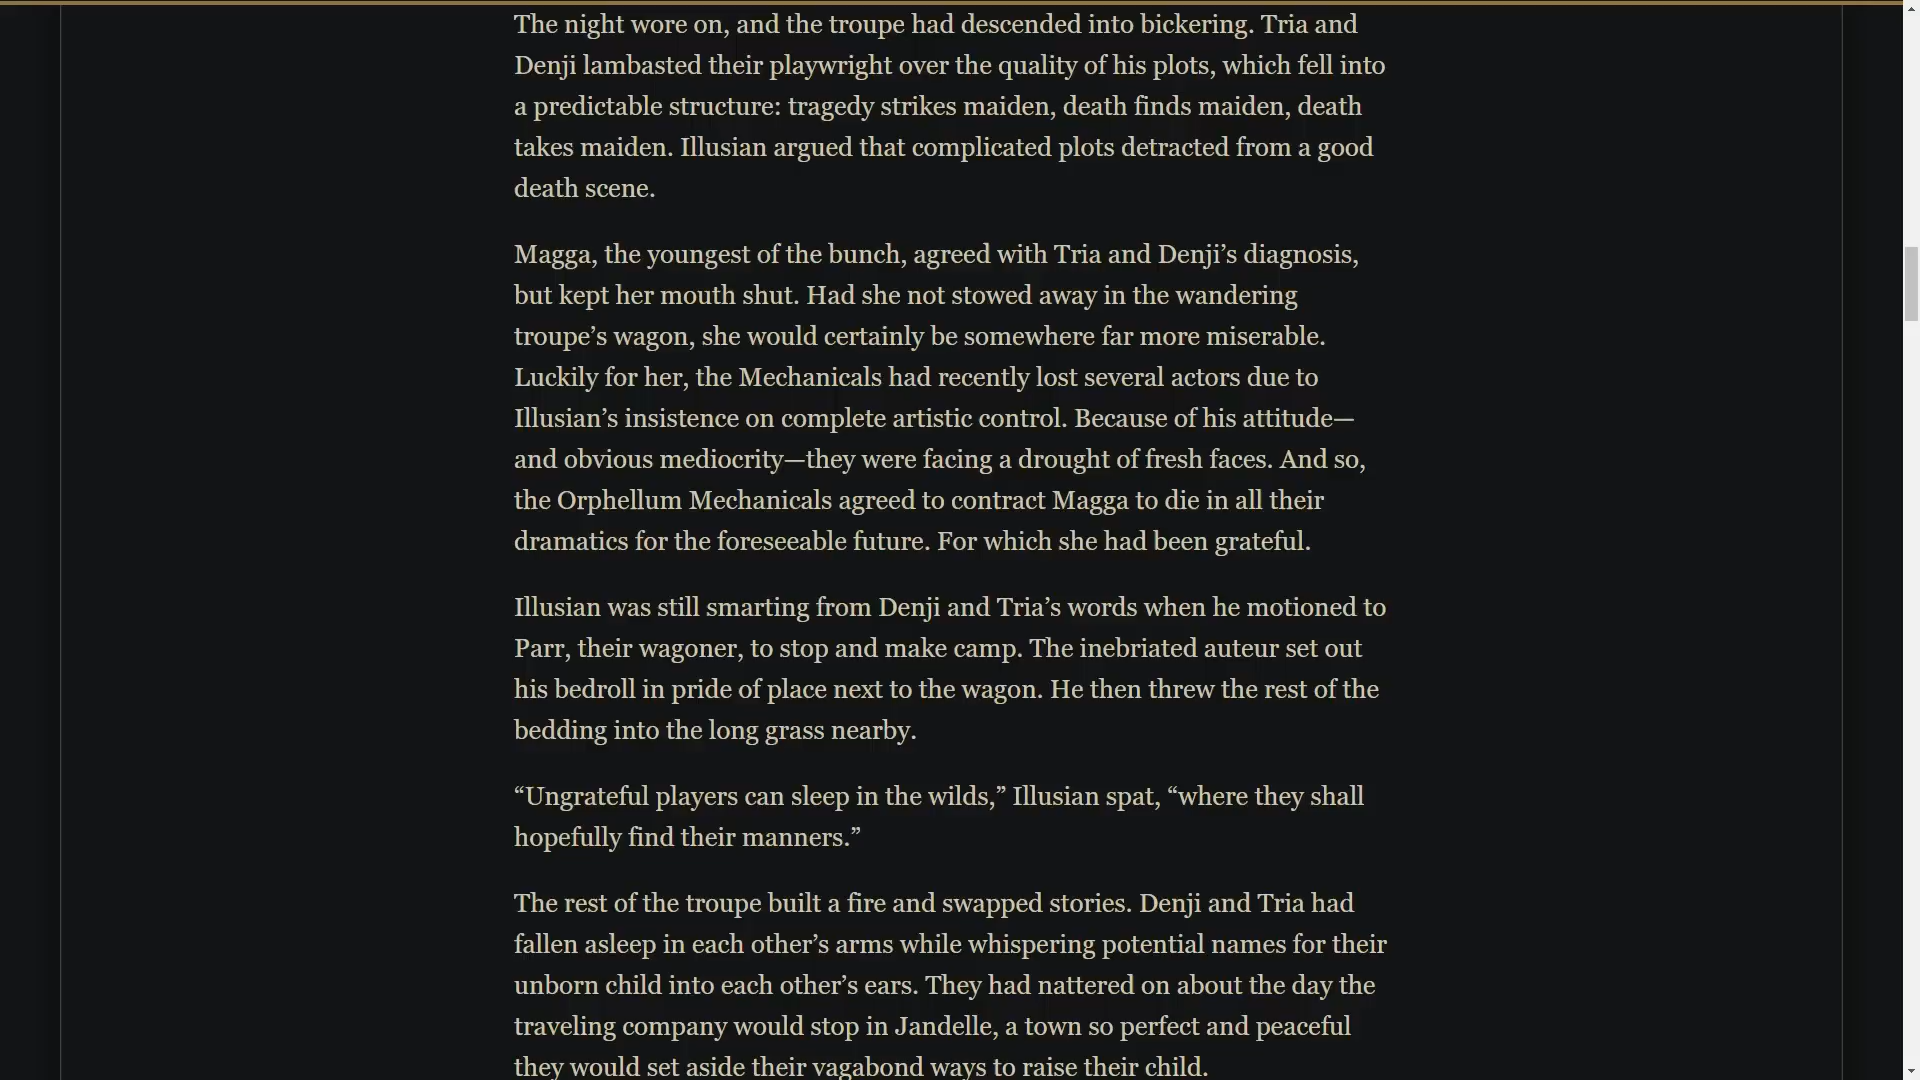 The night wore on, and the troupe had descended into bickering. Tria and
Denji lambasted their playwright over the quality of his plots, which fell into
a predictable structure: tragedy strikes maiden, death finds maiden, death
takes maiden. Illusian argued that complicated plots detracted from a good
death scene.
Magga, the youngest of the bunch, agreed with Tria and Denji’s diagnosis,
but kept her mouth shut. Had she not stowed away in the wandering
troupe’s wagon, she would certainly be somewhere far more miserable.
Luckily for her, the Mechanicals had recently lost several actors due to
Illusian’s insistence on complete artistic control. Because of his attitude—
and obvious mediocrity—they were facing a drought of fresh faces. And so,
the Orphellum Mechanicals agreed to contract Magga to die in all their
dramatics for the foreseeable future. For which she had been grateful.
Illusian was still smarting from Denji and Tria’s words when he motioned to
Parr, their wagoner, to stop and make camp. The inebriated auteur set out
his bedroll in pride of place next to the wagon. He then threw the rest of the
bedding into the long grass nearby.
“Ungrateful players can sleep in the wilds,” Illusian spat, “where they shall
hopefully find their manners.”
The rest of the troupe built a fire and swapped stories. Denji and Tria had
fallen asleep in each other’s arms while whispering potential names for their
unborn child into each other’s ears. They had nattered on about the day the
traveling company would stop in Jandelle, a town so perfect and peaceful
they would set aside their vagabond ways to raise their child.